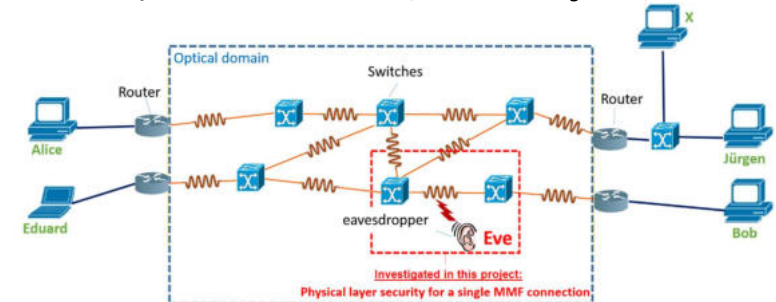 X
Optical domain
Switches
Router
Router
Alice
Jürgen
eavesdropper
Eve
Eduard
Bob
Investigated in this project:
Physical layer security for a single MMF connection